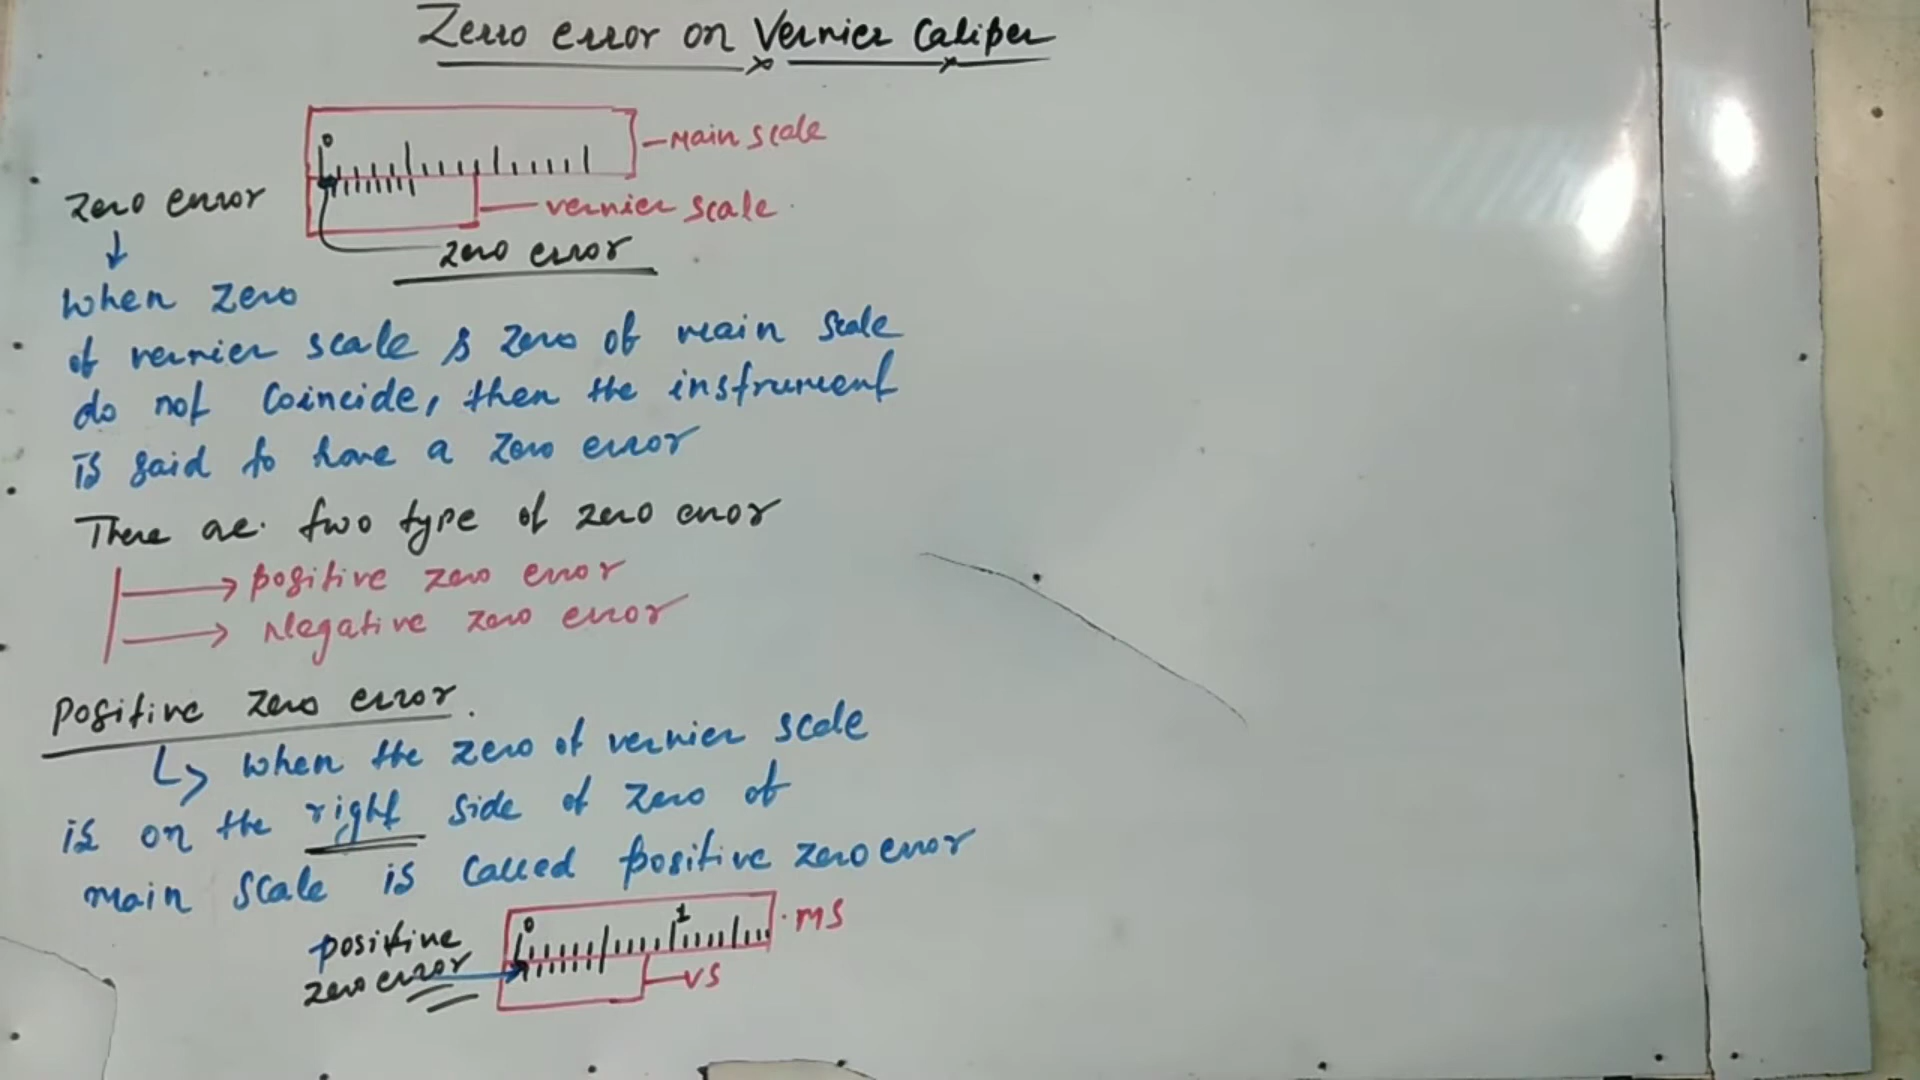 Zero error on Vernier Caliper
0
Main scale
zero error
vernier scale
zero error
When zero
of vernier scale & zero of main scale
do not coincide, then the instrument
is said to have a zero error
There are two type of zero error
positive zero error
Negative zero error
Positive zero error.
when the zero of vernier scale
is on the right side of zero of
main scale is called positive zero error
0 1
MS
positive
zero error
VS